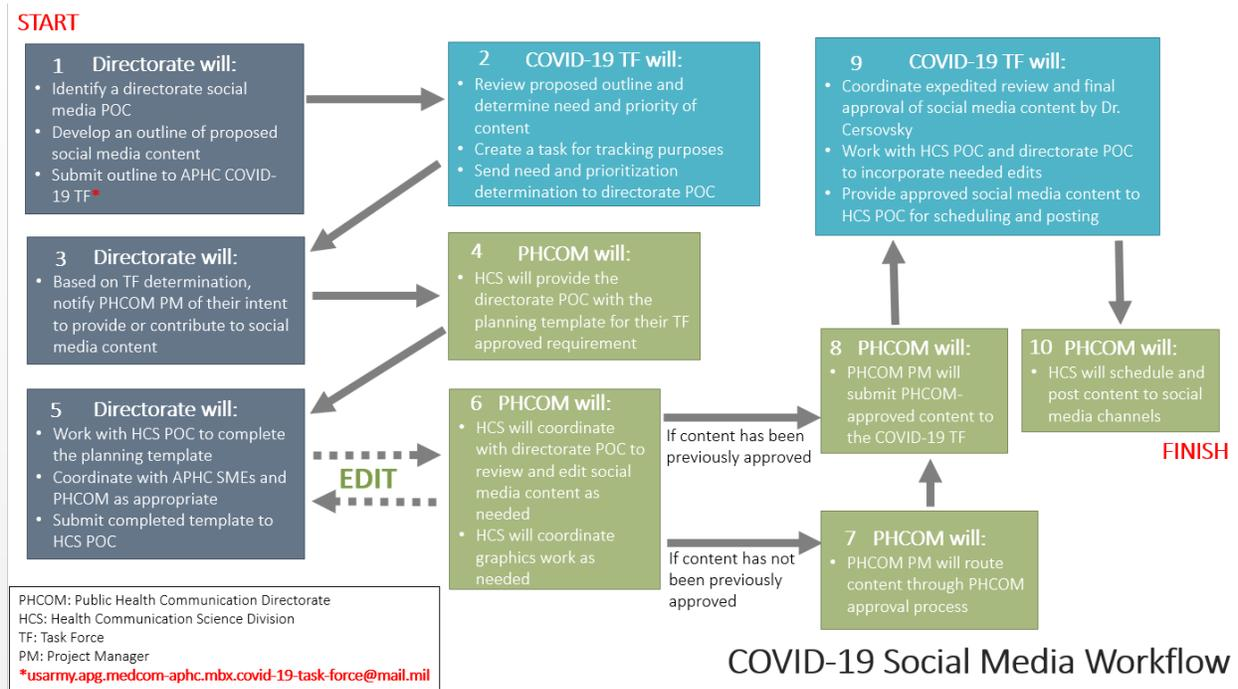 START
1 Directorate will:
• Identify a directorate social
media POC
• Develop an outline of proposed
social media content
• Submit outline to APHC COVID-
19 TF*
2 COVID-19 TF will:
• Review proposed outline and
determine need and priority of
content
• Create a task for tracking purposes
• Send need and prioritization
determination to directorate POC
3 Directorate will:
• Based on TF determination,
notify PHCOM PM of their intent
to provide or contribute to social
media content
4 PHCOM will:
• HCS will provide the
directorate POC with the
planning template for their TF
approved requirement
5 Directorate will:
• Work with HCS POC to complete
the planning template
• Coordinate with APHC SMEs and
PHCOM as appropriate
• Submit completed template to
HCS POC
EDIT
6 PHCOM will:
• HCS will coordinate
with directorate POC to
review and edit social
media content as
needed
• HCS will coordinate
graphics work as
needed
If content has been
previously approved
If content has not
been previously
approved
7 PHCOM will:
• PHCOM PM will route
content through PHCOM
approval process
8 PHCOM will:
• PHCOM PM will
submit PHCOM-
approved content to
the COVID-19 TF
9 COVID-19 TF will:
• Coordinate expedited review and final
approval of social media content by Dr.
Cersovsky
• Work with HCS POC and directorate POC
to incorporate needed edits
• Provide approved social media content to
HCS POC for scheduling and posting
10 PHCOM will:
• HCS will schedule and
post content to social
media channels
FINISH
PHCOM: Public Health Communication Directorate
HCS: Health Communication Science Division
TF: Task Force
PM: Project Manager
*usarmy.apg.medcom-aphc.mbx.covid-19-task-force@mail.mil
COVID-19 Social Media Workflow